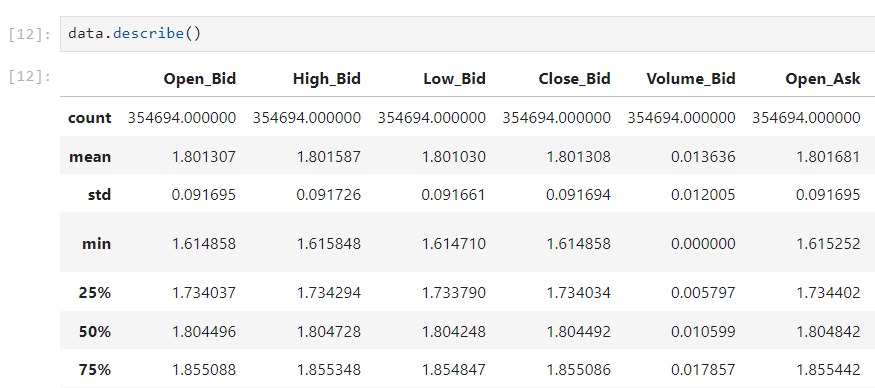 [12]: data.describe()
[12]:
Open_Bid High_Bid Low_Bid Close_Bid Volume_Bid Open_Ask
count 354694.000000 354694.000000 354694.000000 354694.000000 354694.000000 354694.000000
mean 1.801307 1.801587 1.801030 1.801308 0.013636 1.801681
std 0.091695 0.091726 0.091661 0.091694 0.012005 0.091695
min 1.614858 1.615848 1.614710 1.614858 0.000000 1.615252
25% 1.734037 1.734294 1.733790 1.734034 0.005797 1.734402
50% 1.804496 1.804728 1.804248 1.804492 0.010599 1.804842
75% 1.855088 1.855348 1.854847 1.855086 0.017857 1.855442